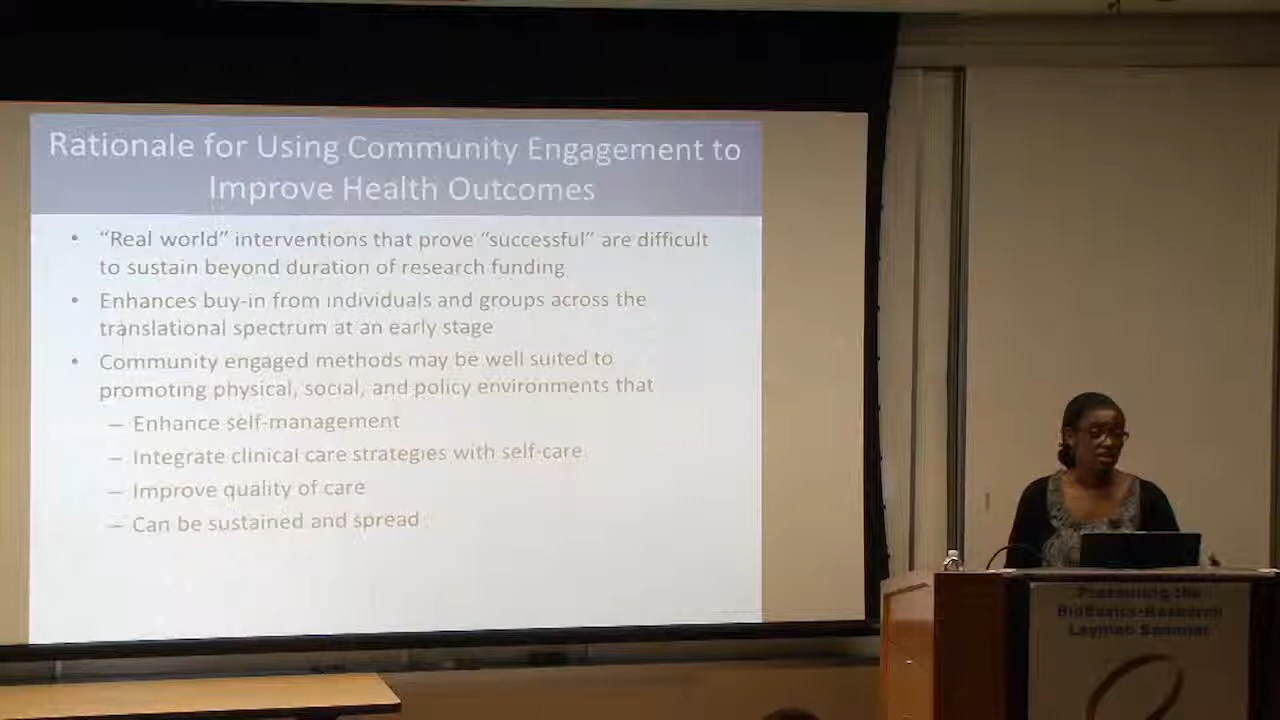 Rationale for Using Community Engagement to
Improve Health Outcomes
• “Real world” interventions that prove “successful” are difficult
to sustain beyond duration of research funding
• Enhances buy-in from individuals and groups across the
translational spectrum at an early stage
• Community engaged methods may be well suited to
promoting physical, social, and policy environments that
– Enhance self-management
– Integrate clinical care strategies with self-care
– Improve quality of care
– Can be sustained and spread
Presenting the